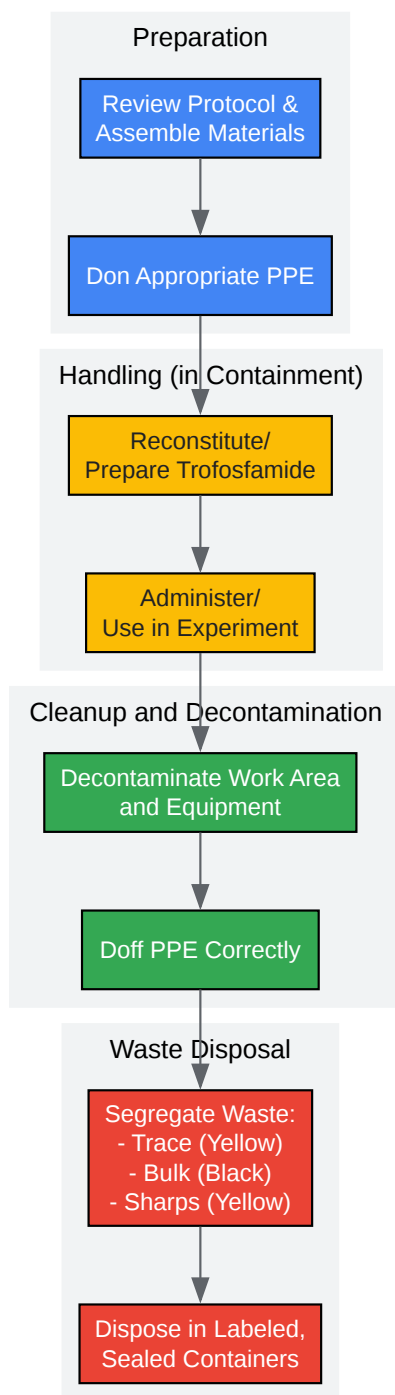 Preparation
Review Protocol &
Assemble Materials
Don Appropriate PPE
Handling (in Containment)
Reconstitute/
Prepare Trofosfamide
Administer/
Use in Experiment
Cleanup and Decontamination
Decontaminate Work Area
and Equipment
Doff PPE Correctly
Waste Disposal
Segregate Waste:
- Trace (Yellow)
- Bulk (Black)
- Sharps (Yellow)
Dispose in Labeled,
Sealed Containers